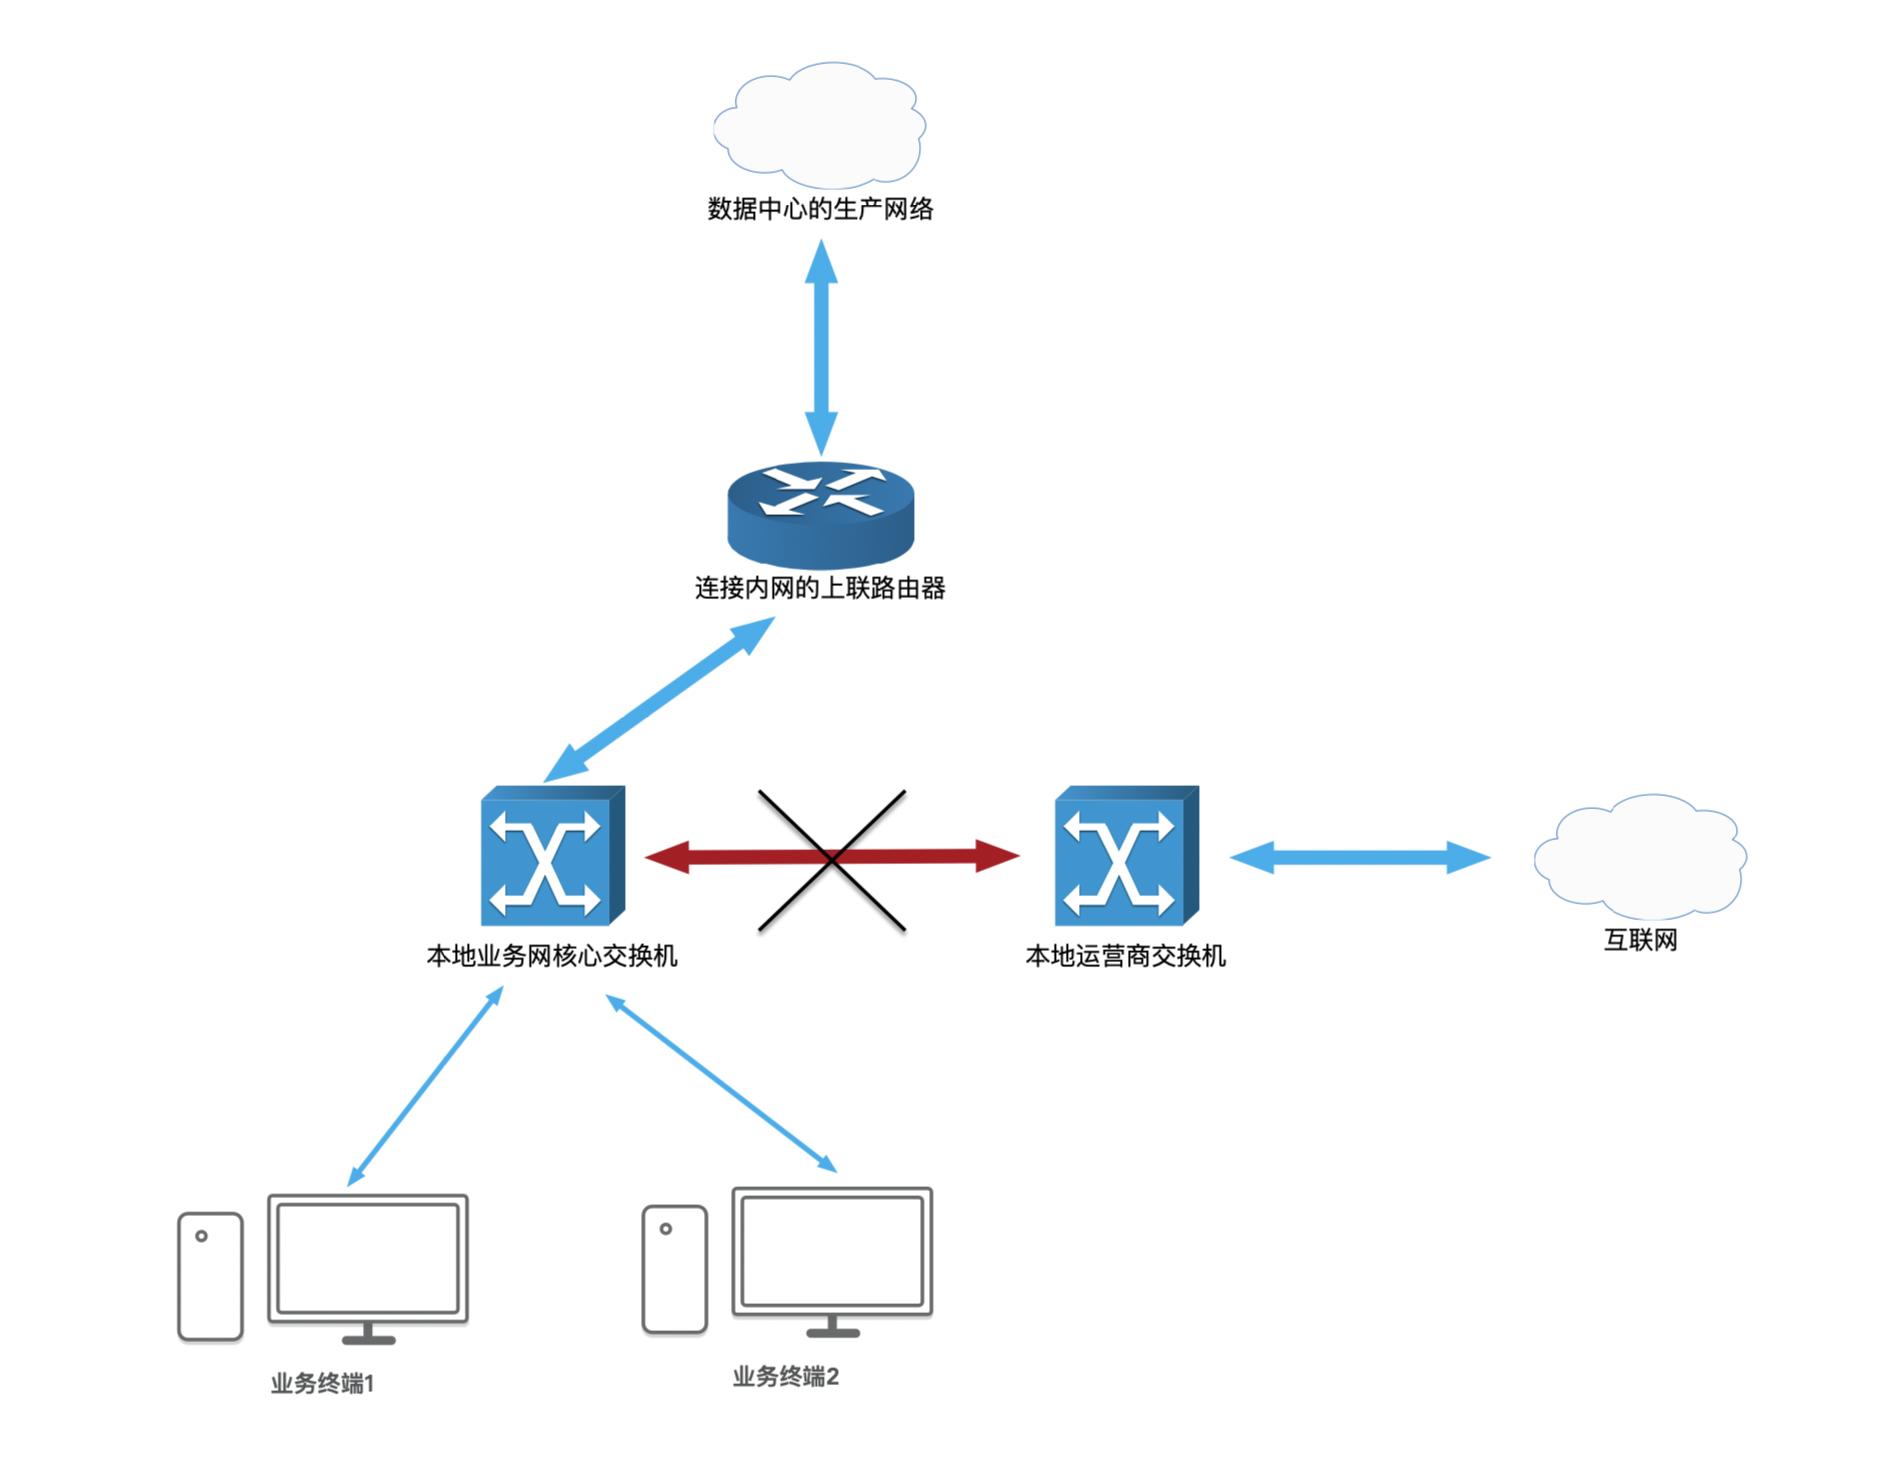 数据中心的生产网络
连接内网的上联路由器
本地业务网核心交换机
本地运营商交换机
互联网
业务终端1
业务终端2